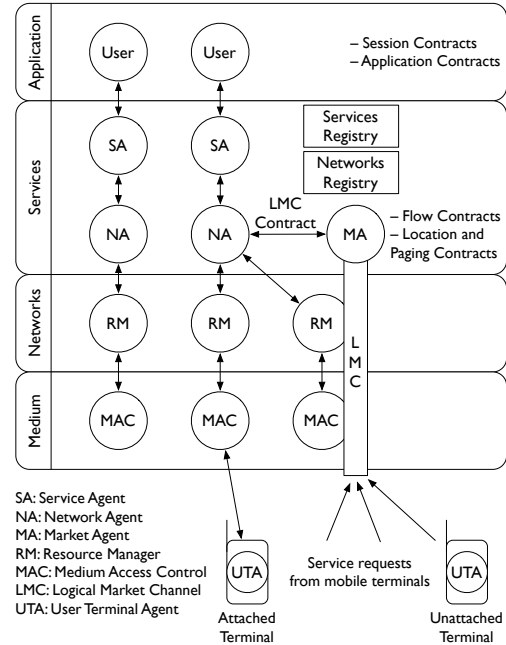 Application
User
User
– Session Contracts
– Application Contracts
Services
SA
SA
Services
Registry
Networks
Registry
LMC
Contract
NA
NA
MA
– Flow Contracts
– Location and
Paging Contracts
Networks
RM
RM
RM
L
M
C
Medium
MAC
MAC
MAC
SA: Service Agent
NA: Network Agent
MA: Market Agent
RM: Resource Manager
MAC: Medium Access Control
LMC: Logical Market Channel
UTA: User Terminal Agent
UTA
Attached
Terminal
Service requests
from mobile terminals
UTA
Unattached
Terminal